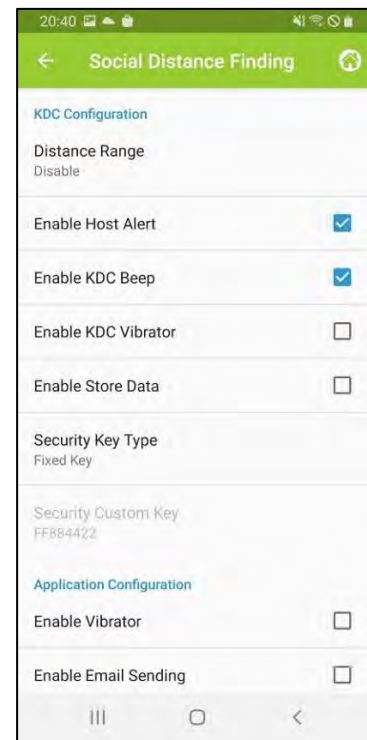 20:40
Social Distance Finding
KDC Configuration
Distance Range
Disable
Enable Host Alert
Enable KDC Beep
Enable KDC Vibrator
Enable Store Data
Security Key Type
Fixed Key
Security Custom Key
FF884422
Application Configuration
Enable Vibrator
Enable Email Sending